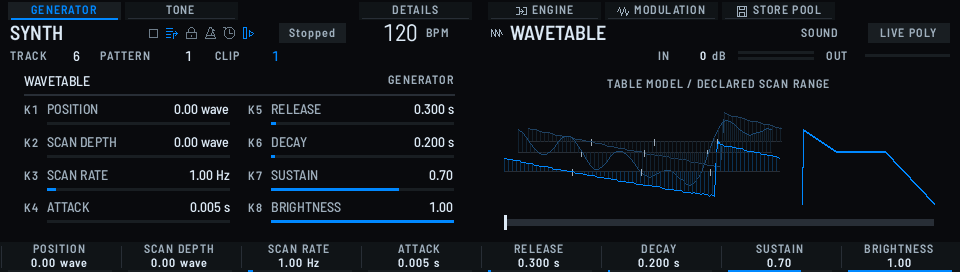 GENERATOR TONE DETAILS ENGINE MODULATION STORE POOL
SYNTH Stopped 120 BPM WAVETABLE SOUND LIVE POLY
TRACK 6 PATTERN 1 CLIP 1 IN 0 dB OUT
WAVETABLE GENERATOR
TABLE MODEL / DECLARED SCAN RANGE
K1 POSITION 0.00 wave K5 RELEASE 0.300 s
K2 SCAN DEPTH 0.00 wave K6 DECAY 0.200 s
K3 SCAN RATE 1.00 Hz K7 SUSTAIN 0.70
K4 ATTACK 0.005 s K8 BRIGHTNESS 1.00
POSITION SCAN DEPTH SCAN RATE ATTACK RELEASE DECAY SUSTAIN BRIGHTNESS
0.00 wave 0.00 wave 1.00 Hz 0.005 s 0.300 s 0.200 s 0.70 1.00